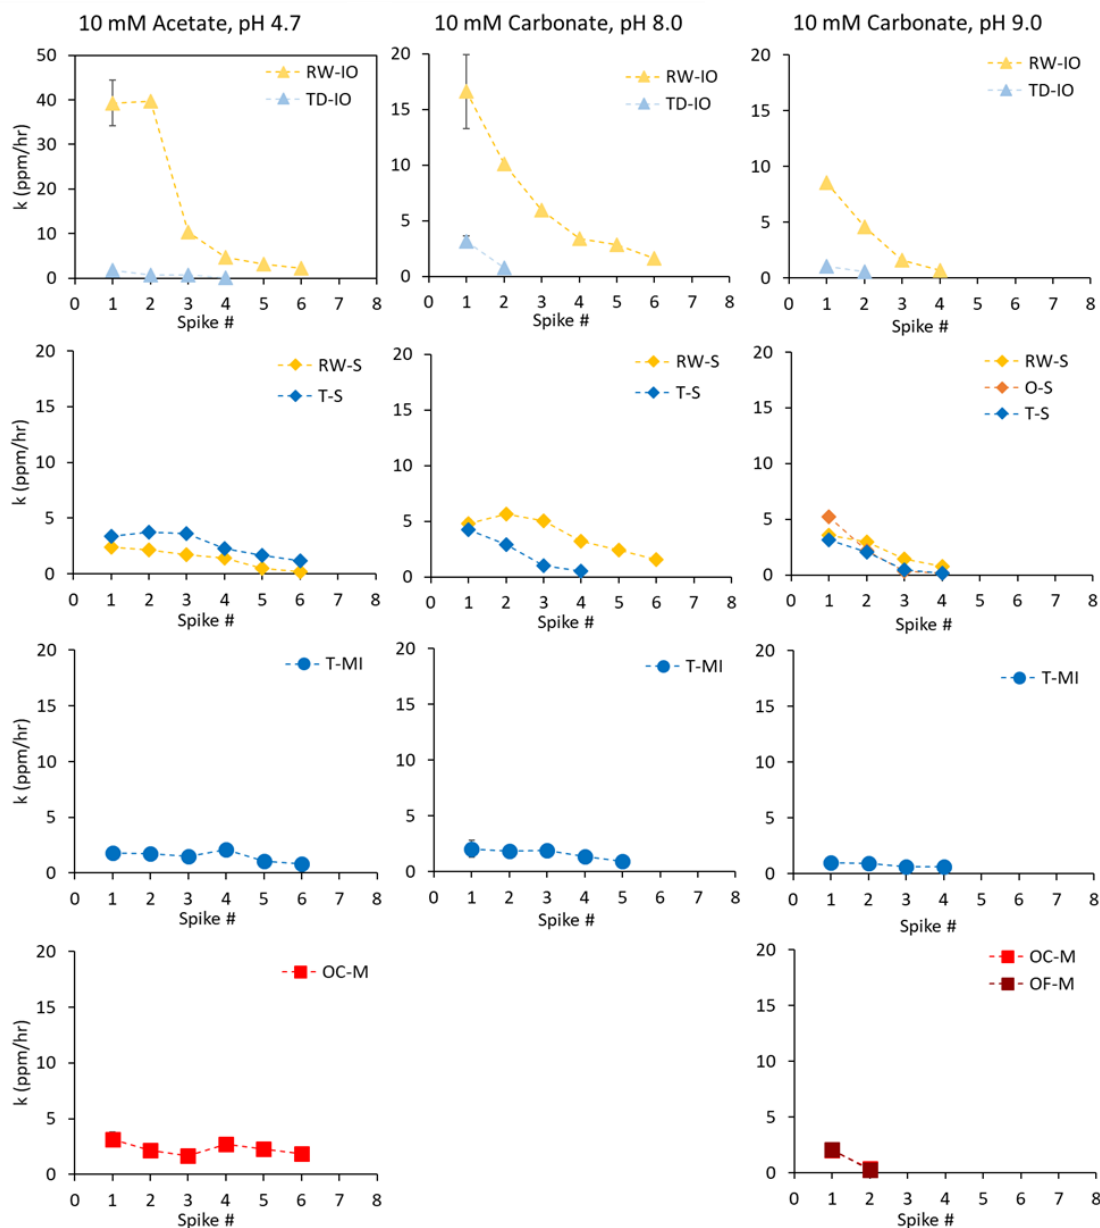 10 mM Acetate, pH 4.7
10 mM Carbonate, pH 8.0
10 mM Carbonate, pH 9.0
k (ppm/hr)
50
40
30
20
10
0
0 1 2 3 4 5 6 7 8
Spike #
RW-IO
TD-IO
20
15
10
5
0
0 1 2 3 4 5 6 7 8
Spike #
RW-IO
TD-IO
20
15
10
5
0
0 1 2 3 4 5 6 7 8
Spike #
RW-IO
TD-IO
k (ppm/hr)
20
15
10
5
0
0 1 2 3 4 5 6 7 8
Spike #
RW-S
T-S
20
15
10
5
0
0 1 2 3 4 5 6 7 8
Spike #
RW-S
T-S
20
15
10
5
0
0 1 2 3 4 5 6 7 8
Spike #
RW-S
O-S
T-S
k (ppm/hr)
20
15
10
5
0
0 1 2 3 4 5 6 7 8
Spike #
T-MI
20
15
10
5
0
0 1 2 3 4 5 6 7 8
Spike #
T-MI
20
15
10
5
0
0 1 2 3 4 5 6 7 8
Spike #
T-MI
k (ppm/hr)
20
15
10
5
0
0 1 2 3 4 5 6 7 8
Spike #
OC-M
20
15
10
5
0
0 1 2 3 4 5 6 7 8
Spike #
OC-M
OF-M